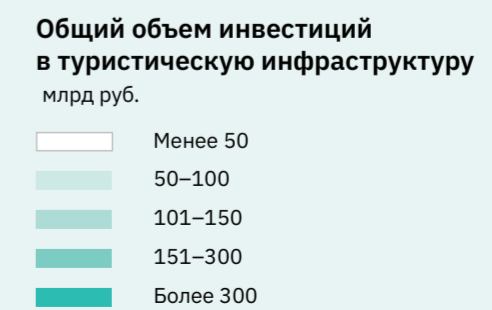 Общий объем инвестиций
в туристическую инфраструктуру
млрд руб.
Менее 50
50–100
101–150
151–300
Более 300